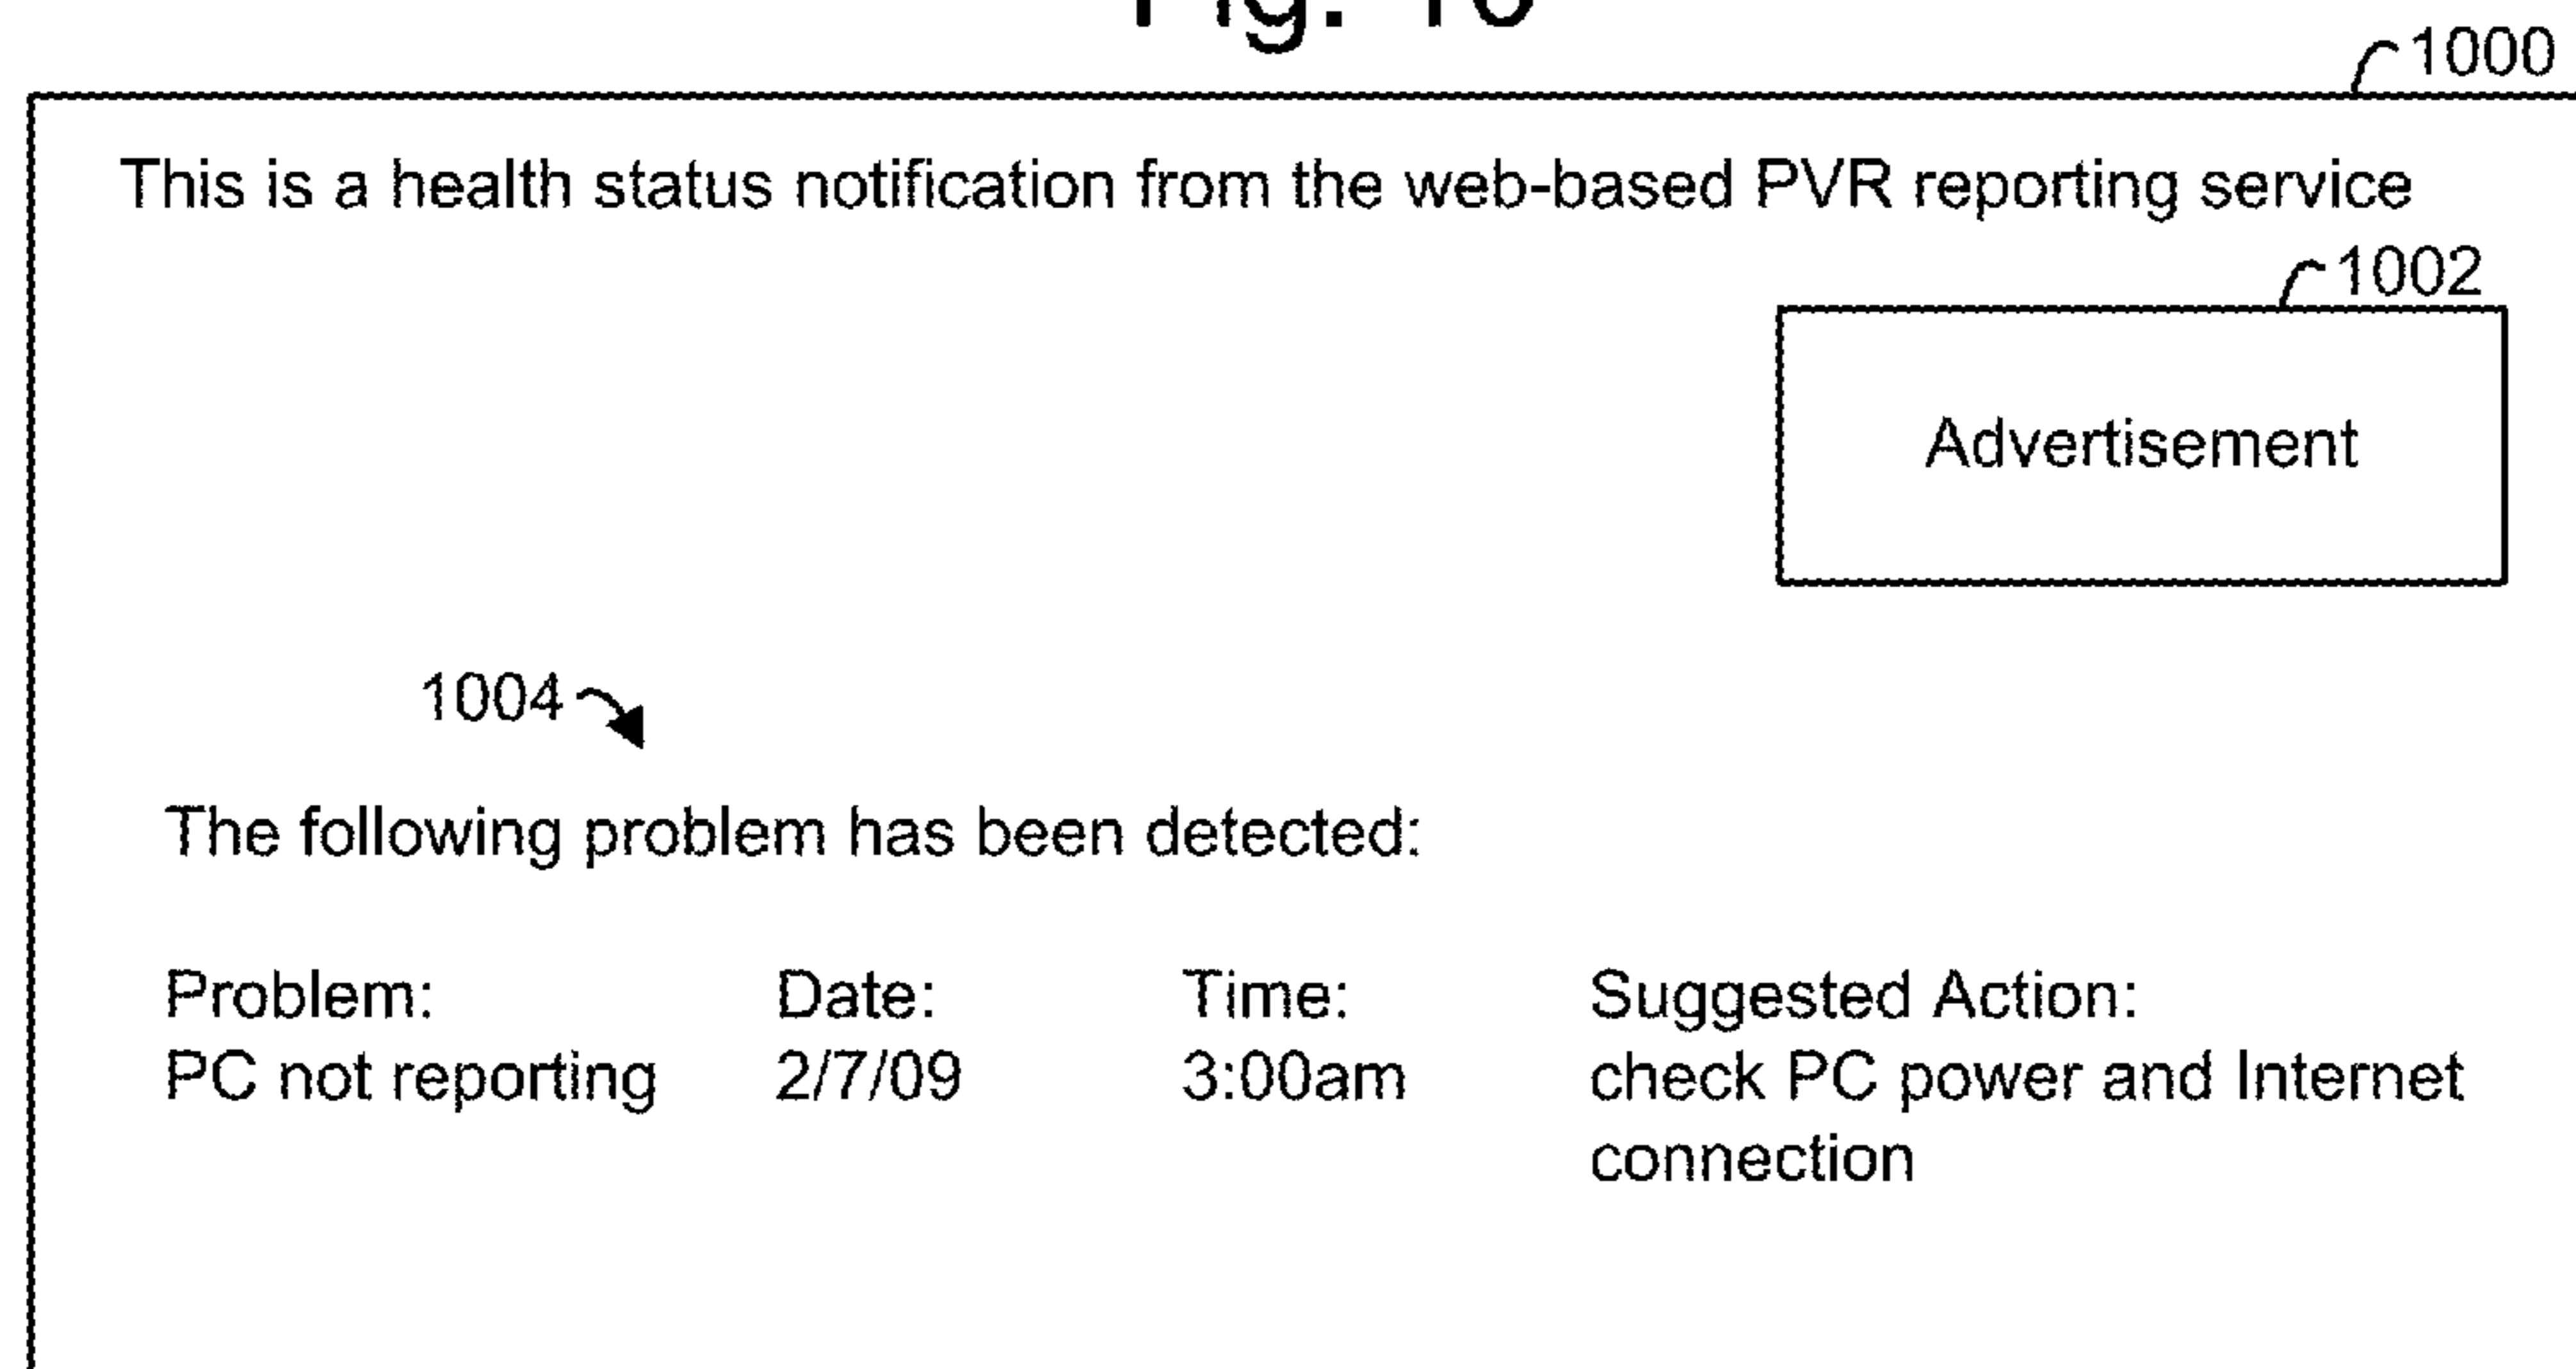 Fig. 10
1000
This is a health status notification from the web-based PVR reporting service
1002
Advertisement
1004
The following problem has been detected:
Problem: Date: Time: Suggested Action:
PC not reporting 2/7/09 3:00am check PC power and Internet
connection